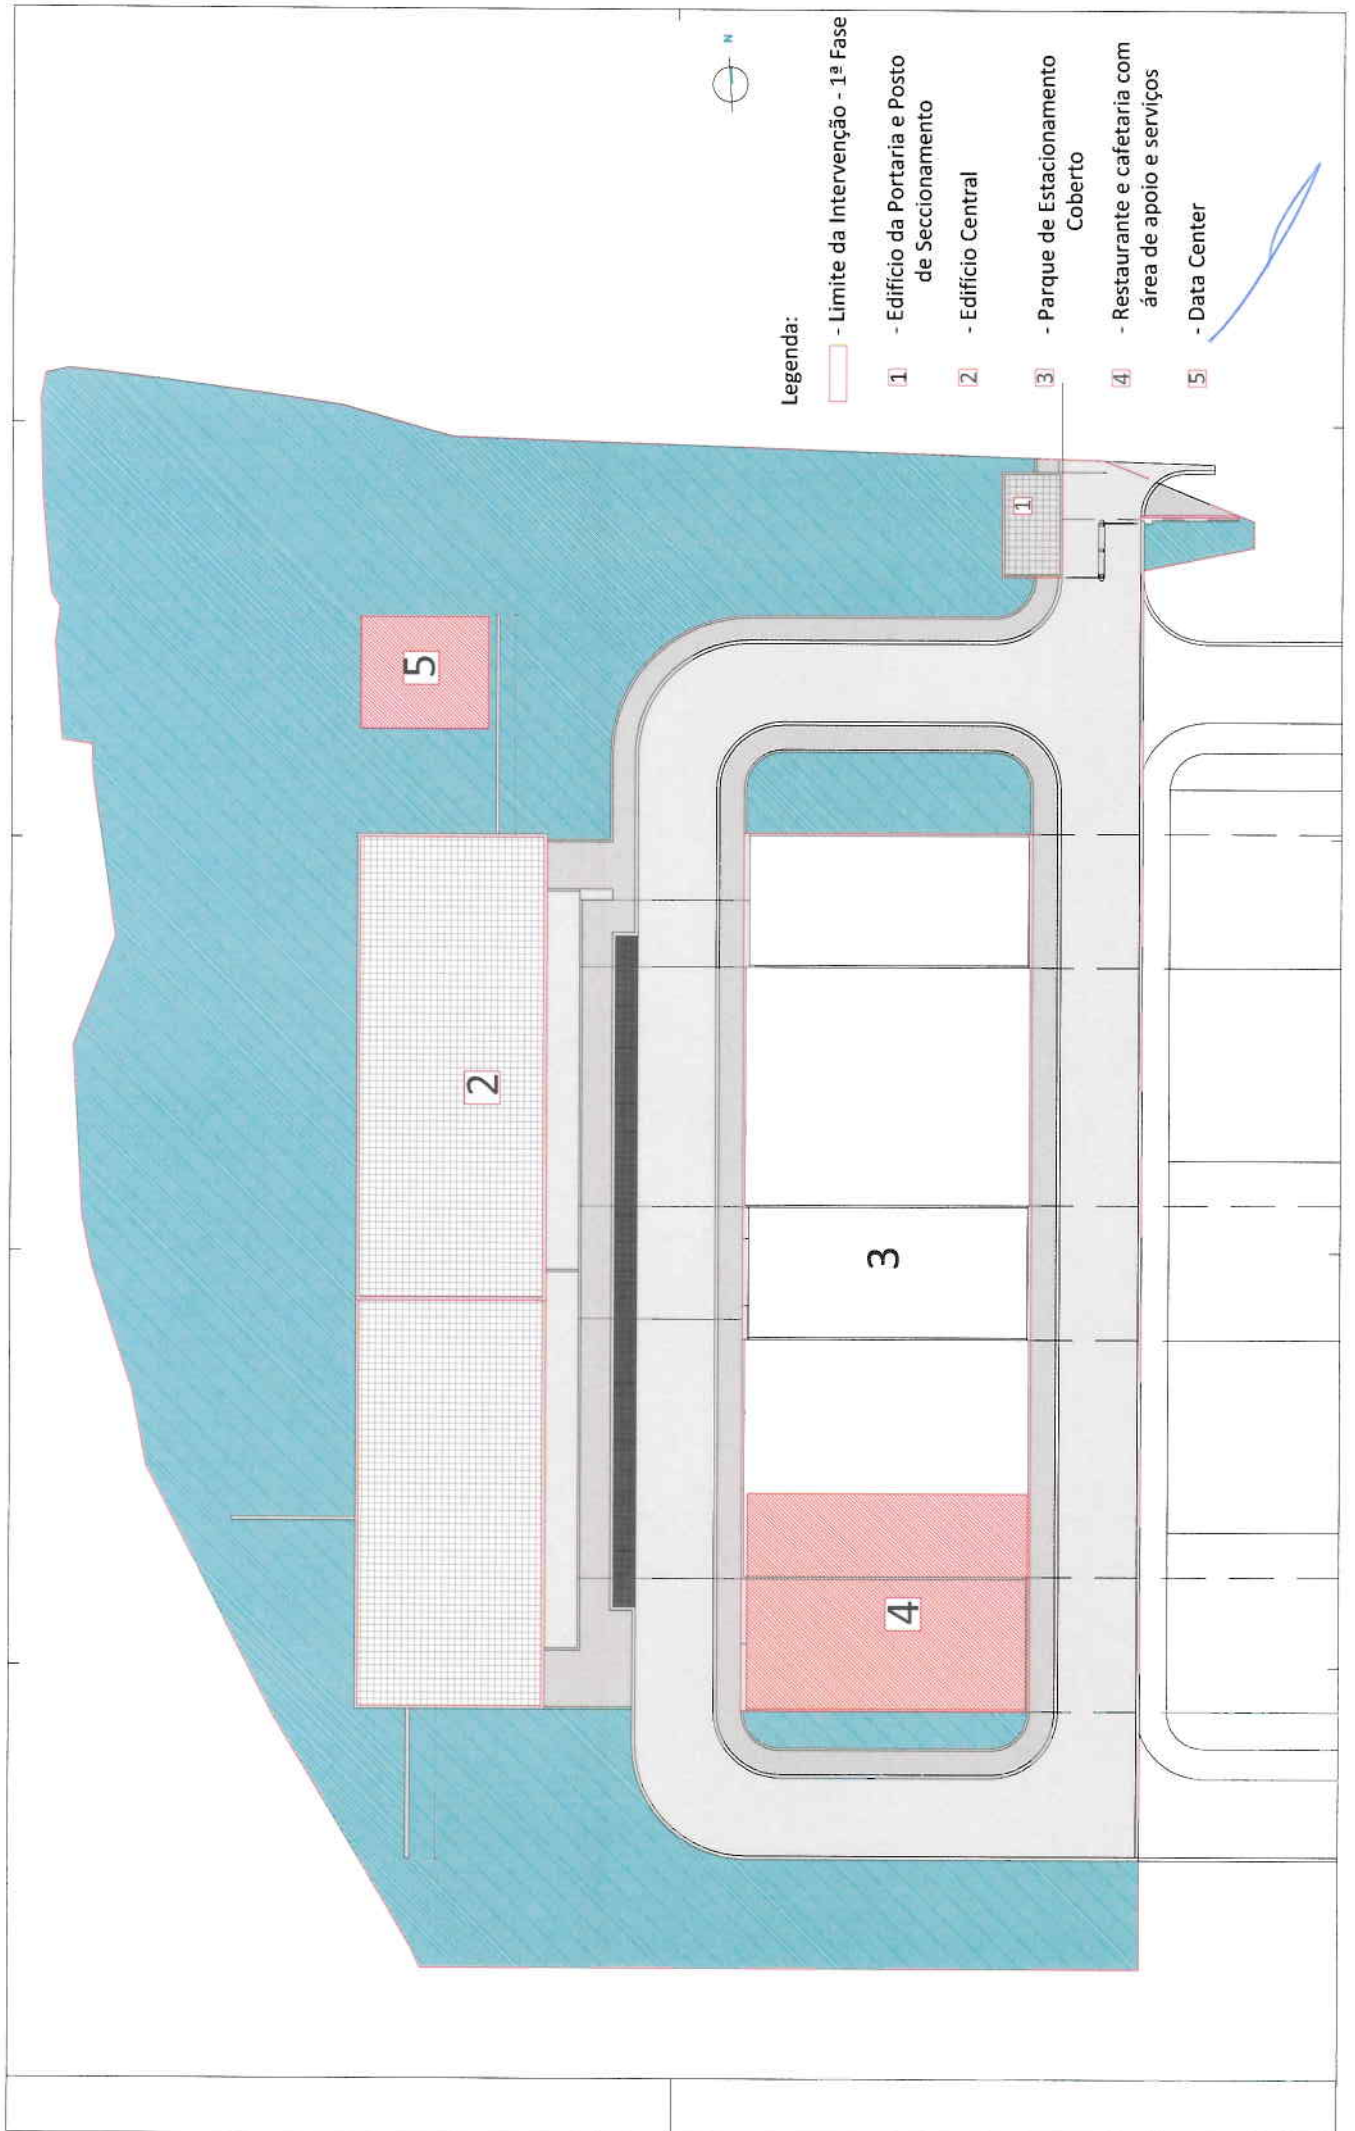 N
Legenda:
- Limite da Intervenção - 1ª Fase
1 - Edifício da Portaria e Posto
de Seccionamento
2 - Edifício Central
3 - Parque de Estacionamento
Coberto
4 - Restaurante e cafetaria com
área de apoio e serviços
5 - Data Center
5
1
2
3
4